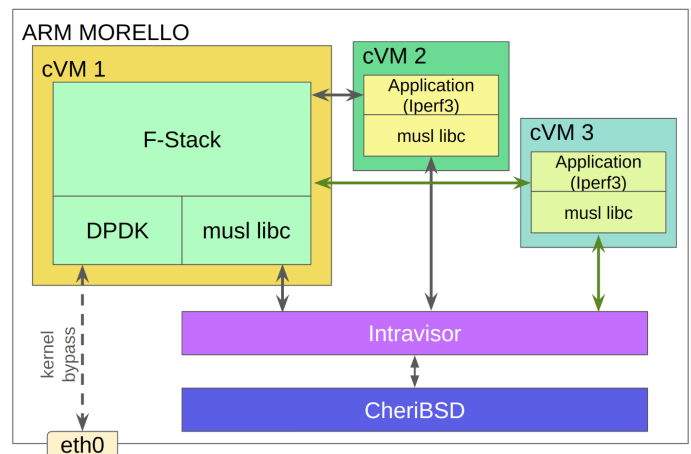 ARM MORELLO
cVM 1
F-Stack
DPDK
musl libc
cVM 2
Application
(Iperf3)
musl libc
cVM 3
Application
(Iperf3)
musl libc
kernel
bypass
Intravisor
CheriBSD
eth0